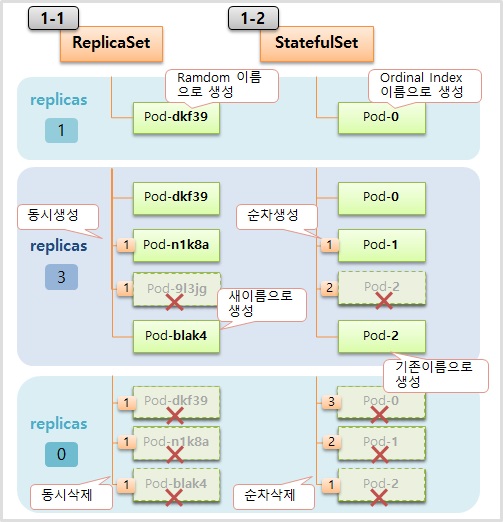 1-1
ReplicaSet
1-2
StatefulSet
replicas
1
Ramdom 이름
으로 생성
Pod-dkf39
Ordinal Index
이름으로 생성
Pod-0
replicas
3
동시생성
Pod-dkf39
1
Pod-n1k8a
1
Pod-9l3jg
새이름으로
생성
Pod-blak4
순차생성
Pod-0
1
Pod-1
2
Pod-2
Pod-2
기존이름으로
생성
replicas
0
동시삭제
1
Pod-dkf39
1
Pod-n1k8a
1
Pod-blak4
순차삭제
3
Pod-0
2
Pod-1
1
Pod-2